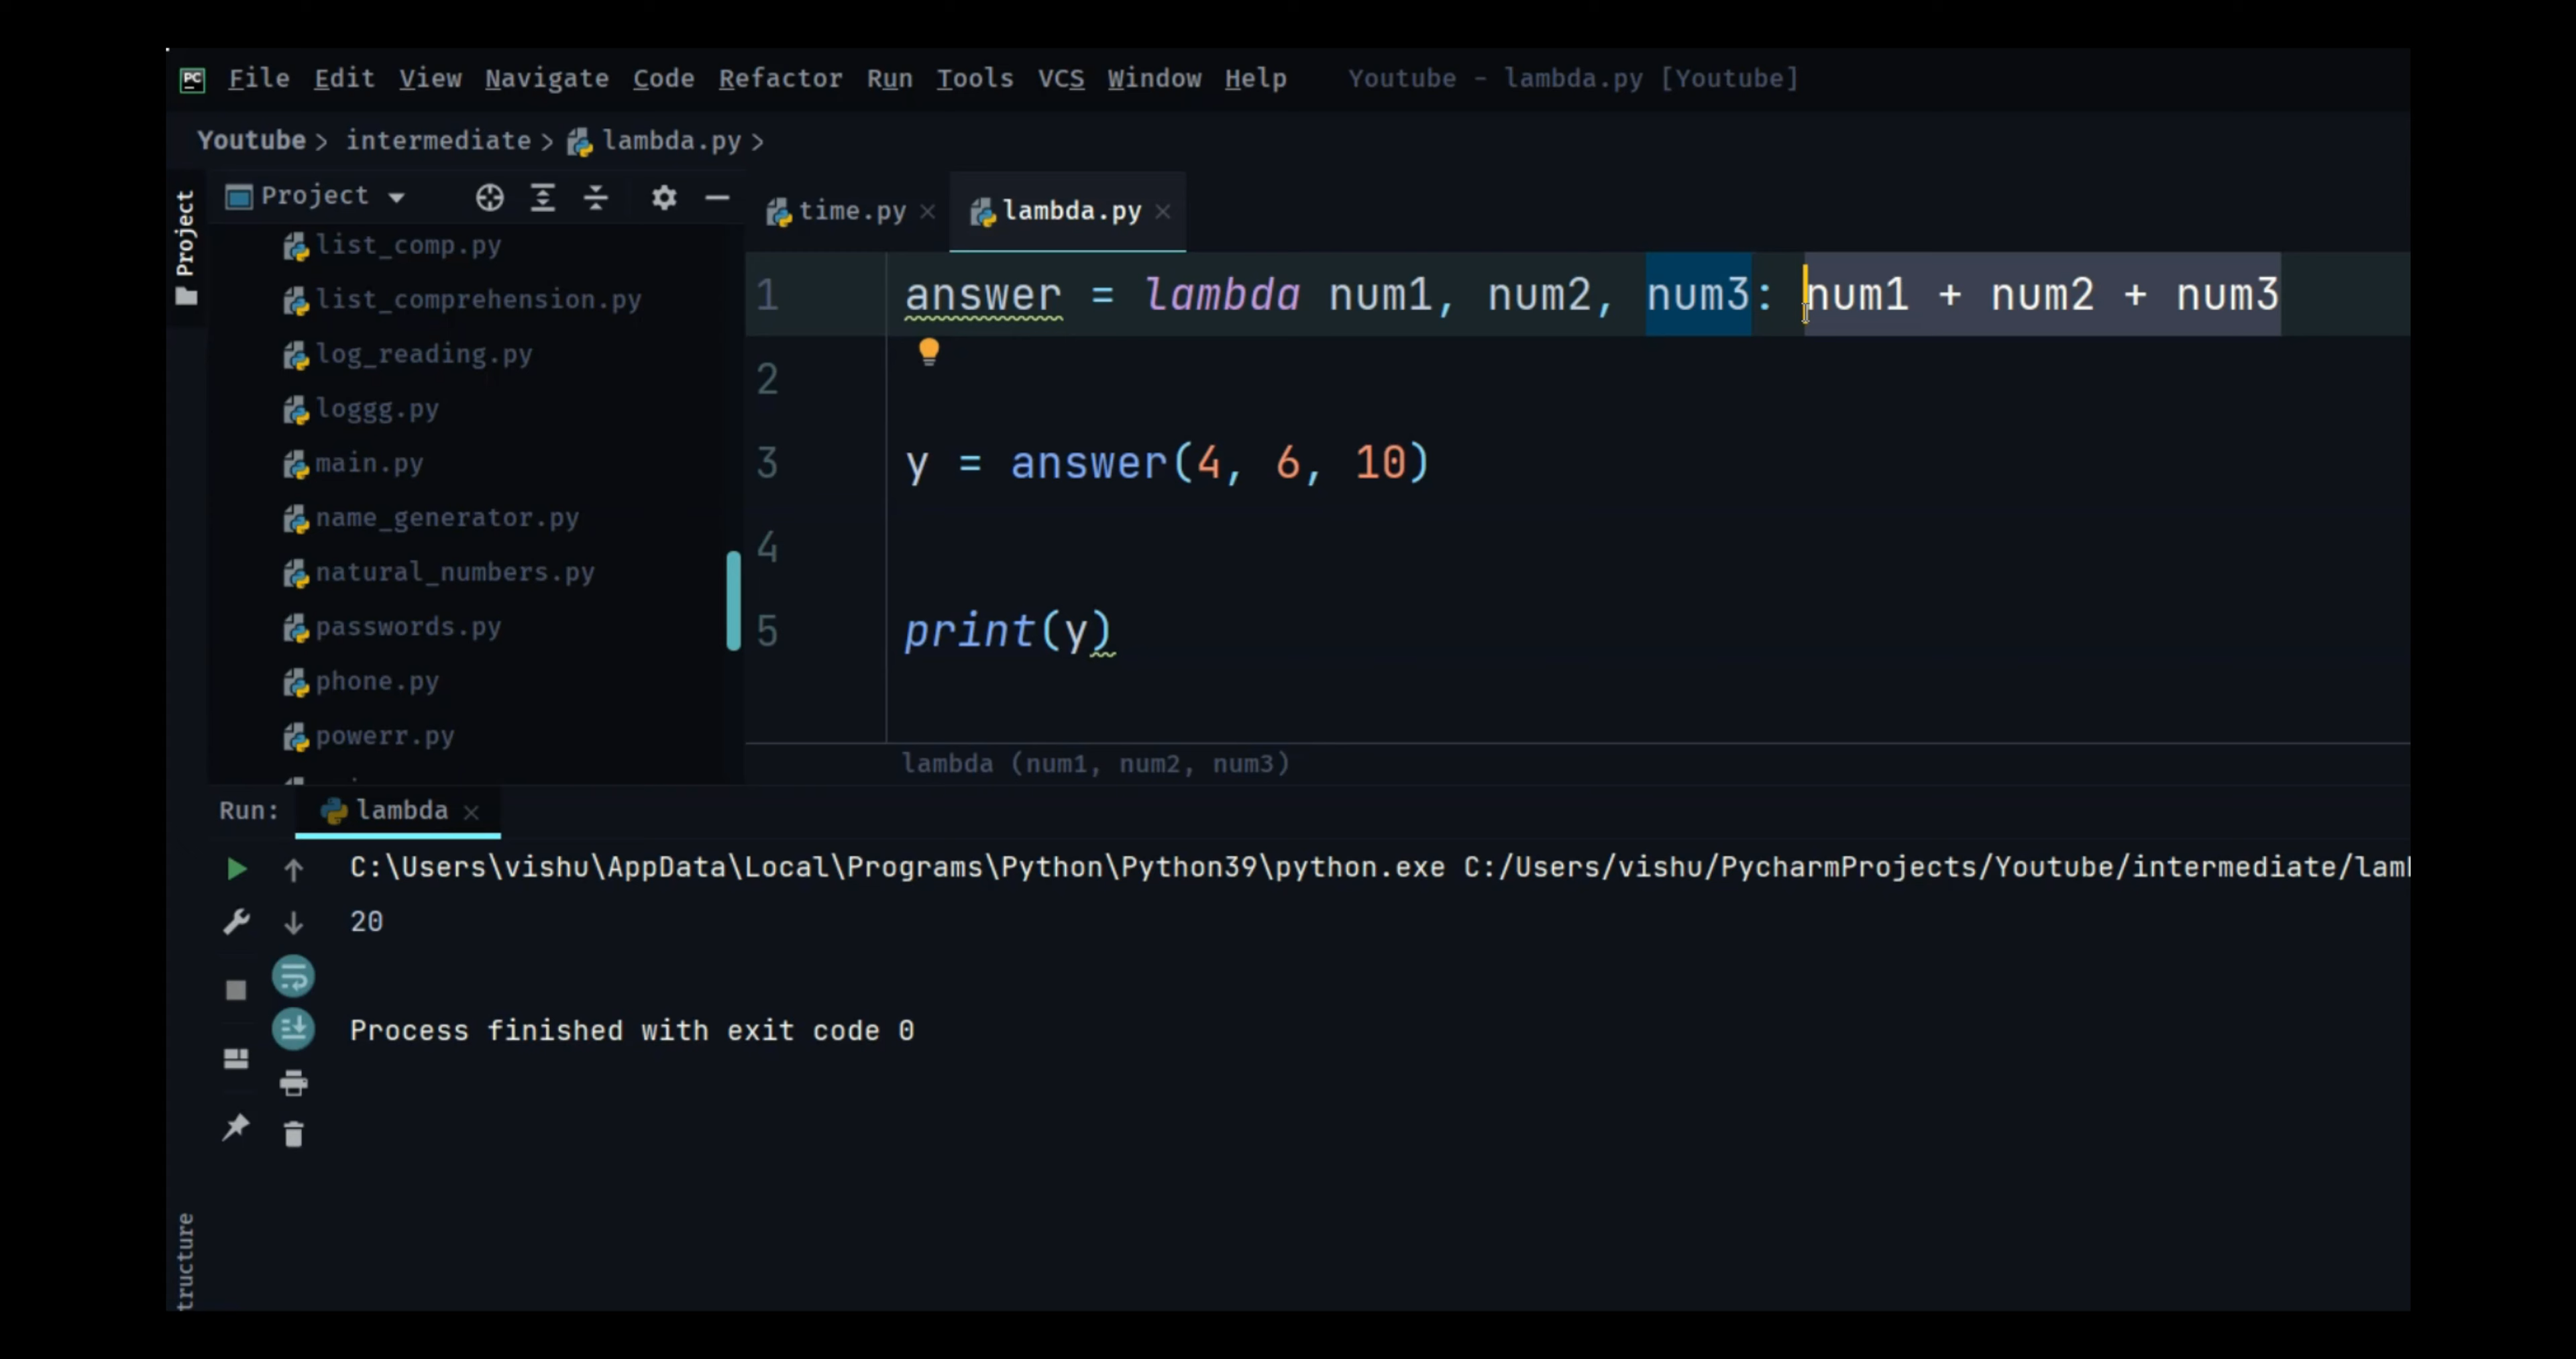 PC File Edit View Navigate Code Refactor Run Tools VCS Window Help Youtube - lambda.py [Youtube]
Youtube > intermediate > lambda.py >
Project
Project
list_comp.py
list_comprehension.py
log_reading.py
loggg.py
main.py
name_generator.py
natural_numbers.py
passwords.py
phone.py
powerr.py
time.py × lambda.py ×
1 answer = lambda num1, num2, num3: num1 + num2 + num3
2
3 y = answer(4, 6, 10)
4
5 print(y)
lambda (num1, num2, num3)
Run: lambda ×
C:\Users\vishu\AppData\Local\Programs\Python\Python39\python.exe C:/Users/vishu/PycharmProjects/Youtube/intermediate/lam
20
Process finished with exit code 0
tructure